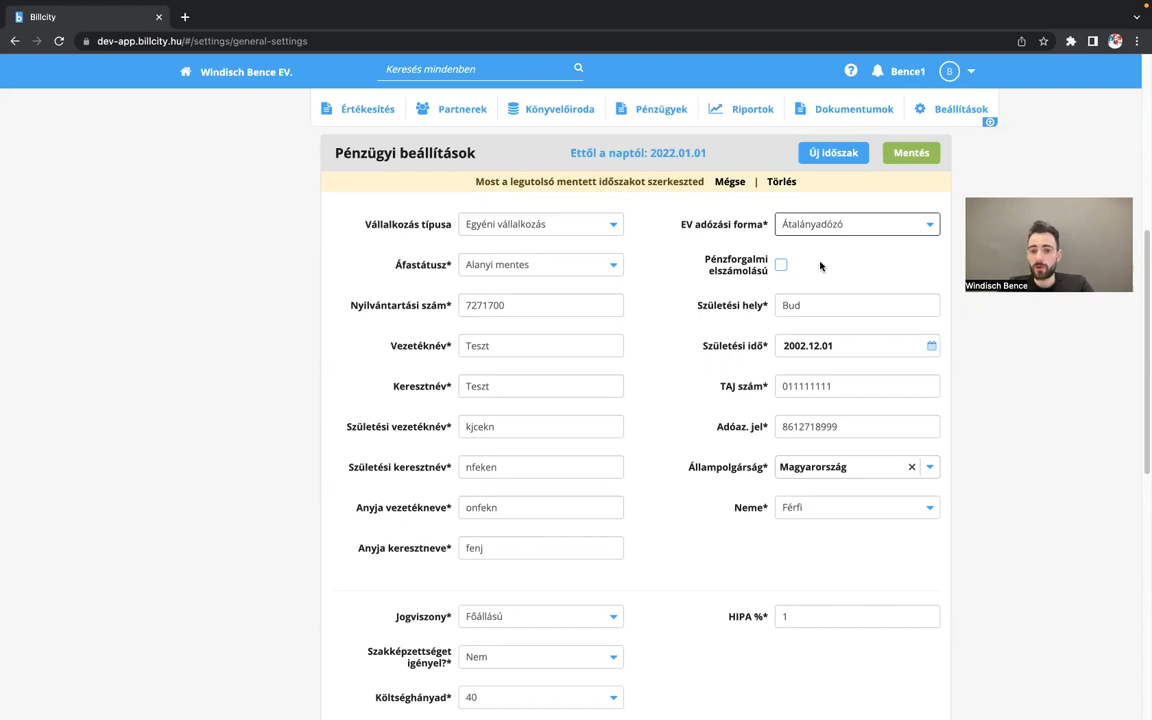 Billcity
dev-app.billcity.hu/#/settings/general-settings
Windisch Bence EV.
Keresés mindenben
Bence1
B
Értékesítés
Partnerek
Könyvelőiroda
Pénzügyek
Riportok
Dokumentumok
Beállítások
Pénzügyi beállítások
Ettől a naptól: 2022.01.01
Új időszak
Mentés
Most a legutolsó mentett időszakot szerkeszted Mégse | Törlés
Vállalkozás típusa Egyéni vállalkozás
EV adózási forma* Átalányadózó
Áfastátusz* Alanyi mentes
Pénzforgalmi
elszámolású
Nyilvántartási szám* 7271700
Születési hely* Bud
Vezetéknév* Teszt
Születési idő* 2002.12.01
Keresztnév* Teszt
TAJ szám* 011111111
Születési vezetéknév* kjcekn
Adóaz. jel* 8612718999
Születési keresztnév* nfeken
Állampolgárság* Magyarország
Anyja vezetékneve* onfekn
Neme* Férfi
Anyja keresztneve* fenj
Jogviszony* Főállású
HIPA %* 1
Szakképzettséget
igényel?* Nem
Költséghányad* 40
Windisch Bence